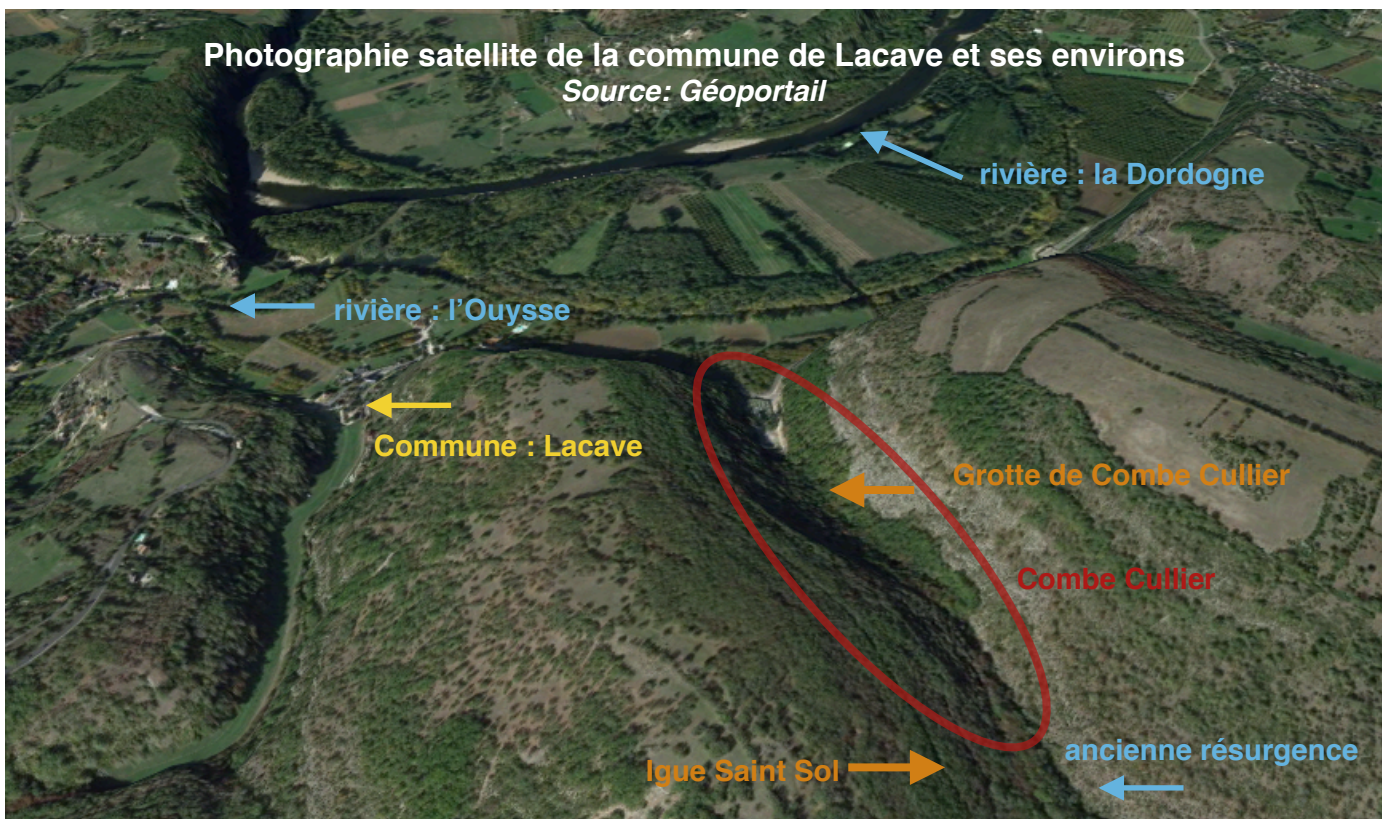 Photographie satellite de la commune de Lacave et ses environs
Source: Géoportail
rivière : la Dordogne
rivière : l’Ouysse
Commune : Lacave
Grotte de Combe Cullier
Combe Cullier
ancienne résurgence
Igue Saint Sol